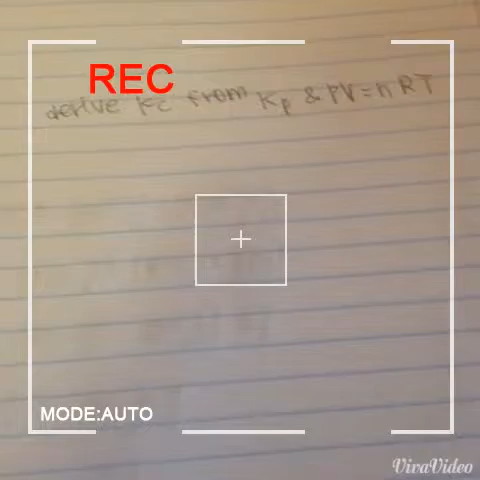 REC
derive Kc from Kp & PV = nRT
MODE:AUTO
VivaVideo